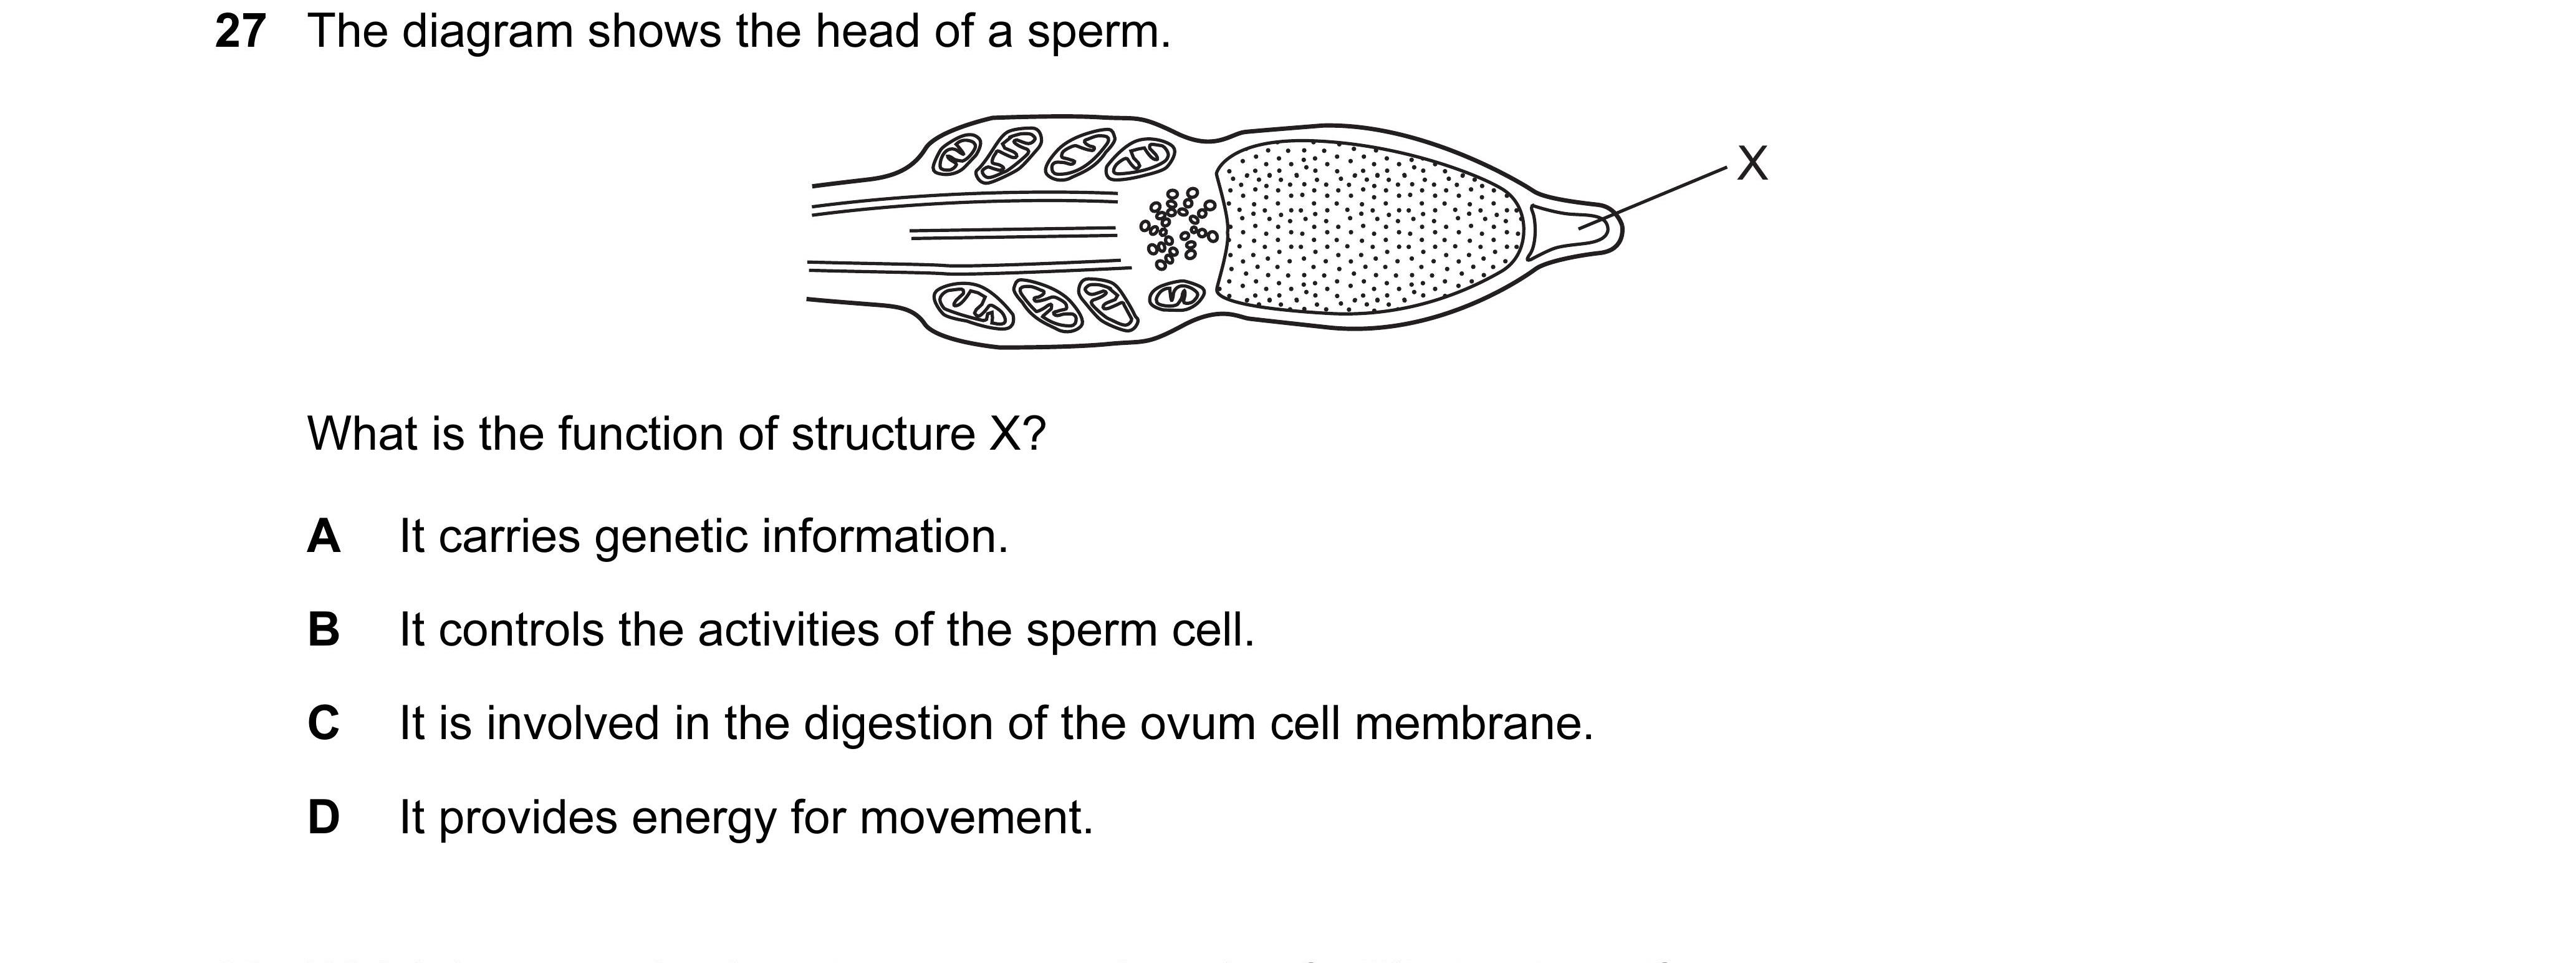 27 The diagram shows the head of a sperm.
X
What is the function of structure X?
A It carries genetic information.
B It controls the activities of the sperm cell.
C It is involved in the digestion of the ovum cell membrane.
D It provides energy for movement.